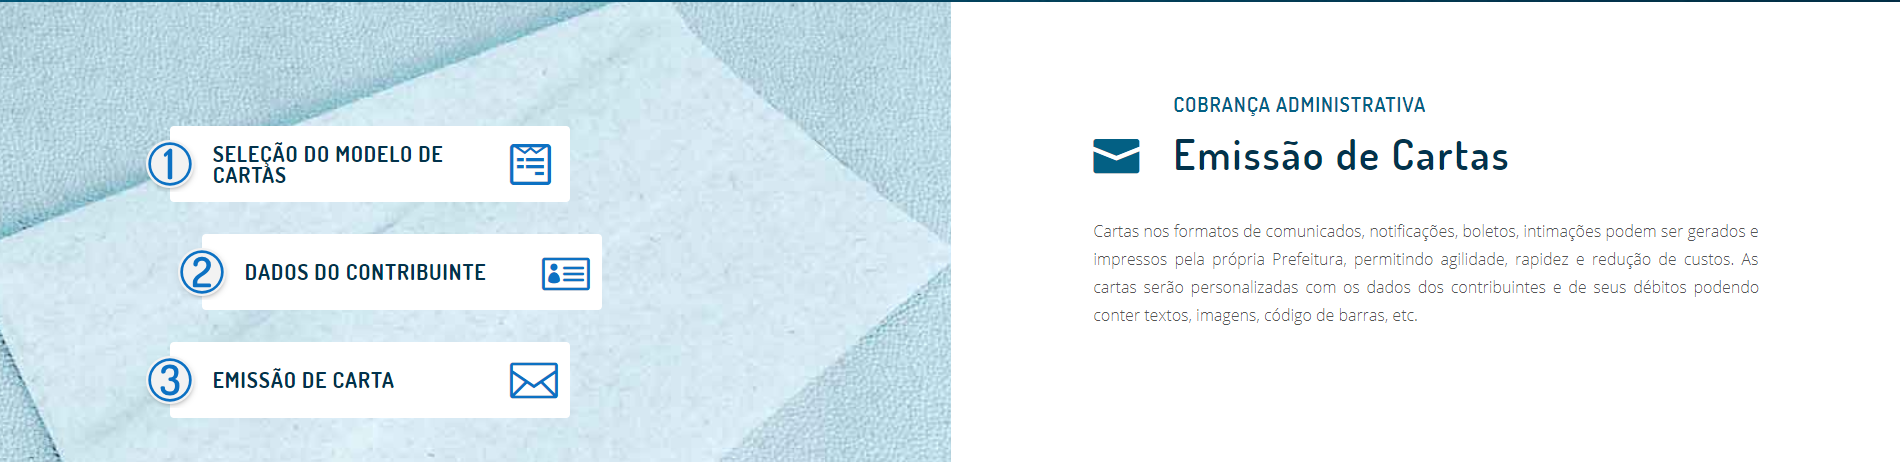 1
SELEÇÃO DO MODELO DE
CARTAS
2
DADOS DO CONTRIBUINTE
3
EMISSÃO DE CARTA
COBRANÇA ADMINISTRATIVA
Emissão de Cartas
Cartas nos formatos de comunicados, notificações, boletos, intimações podem ser gerados e
impressos pela própria Prefeitura, permitindo agilidade, rapidez e redução de custos. As
cartas serão personalizadas com os dados dos contribuintes e de seus débitos podendo
conter textos, imagens, código de barras, etc.